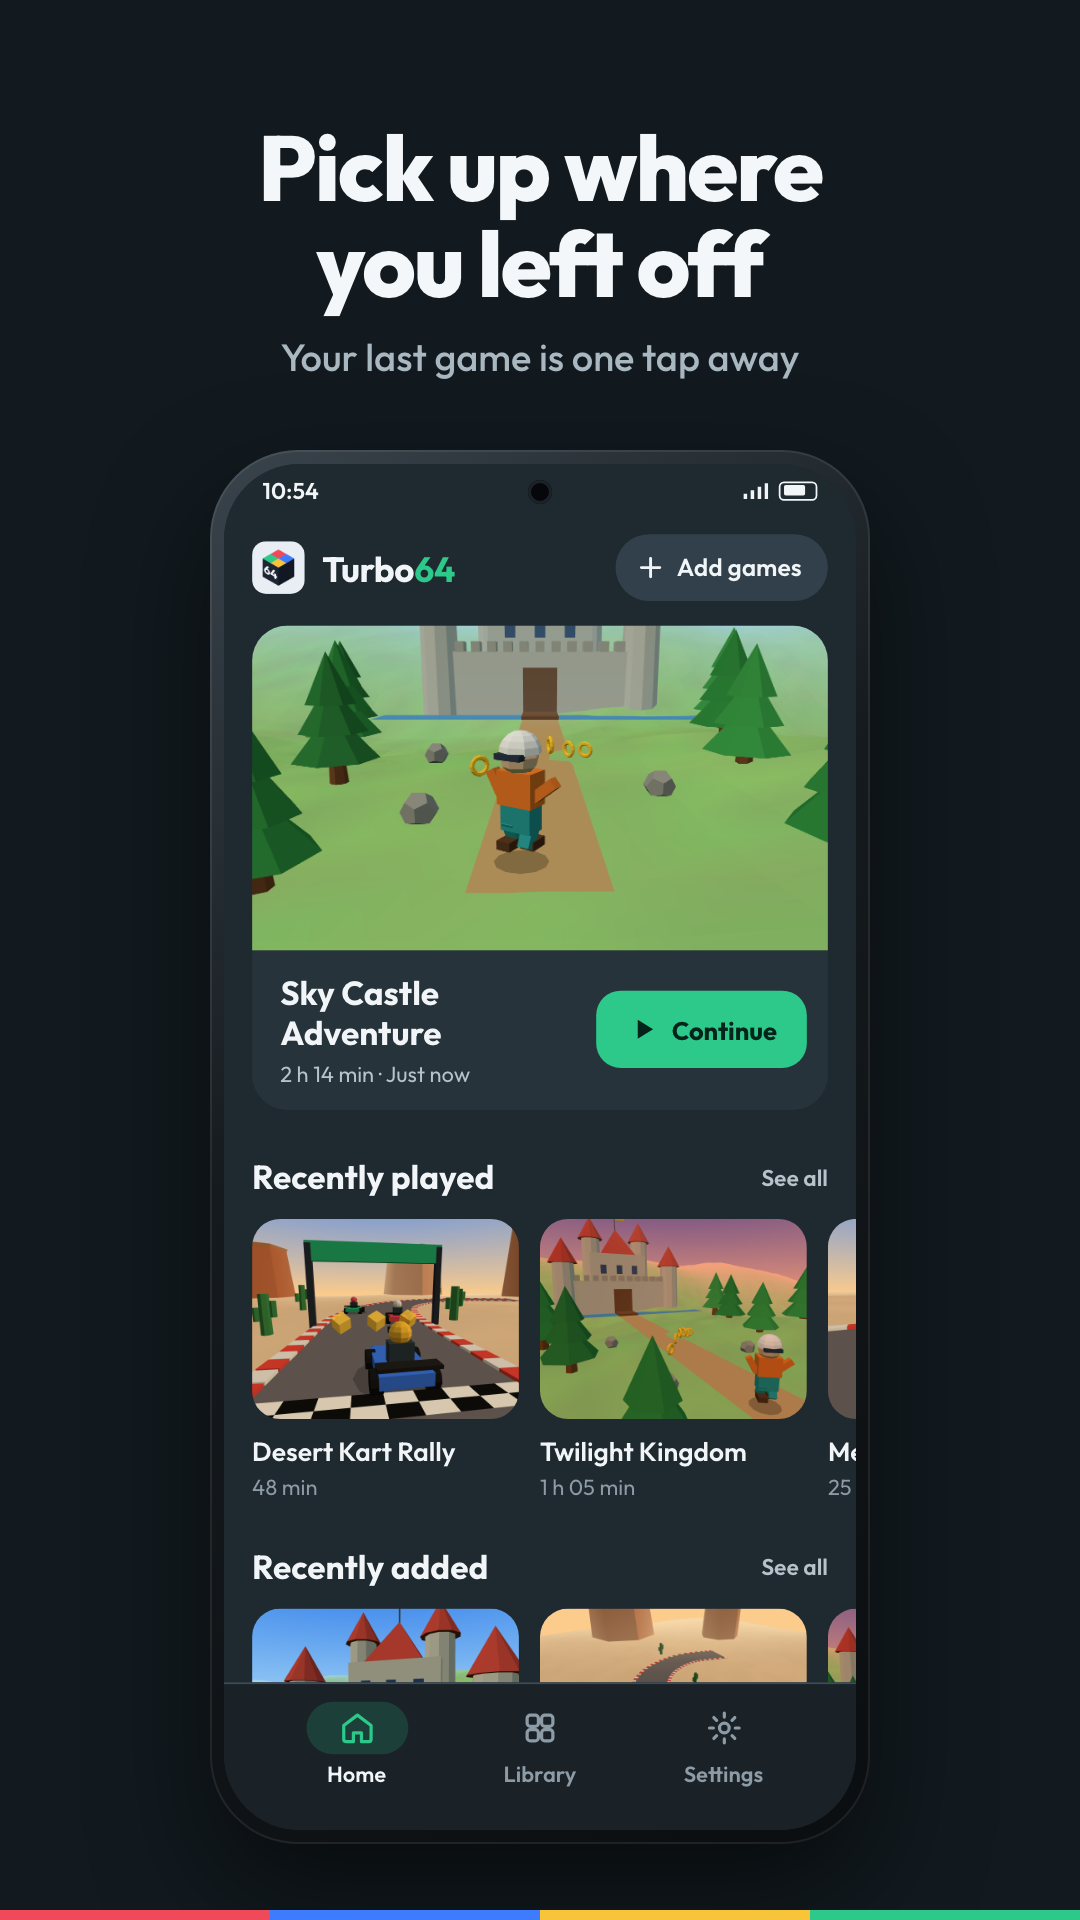 Pick up where
you left off
Your last game is one tap away
10:54
64
Turbo64
Add games
Sky Castle
Adventure
2 h 14 min · Just now
Continue
Recently played
See all
Desert Kart Rally
48 min
Twilight Kingdom
1 h 05 min
Me
25
Recently added
See all
Home
Library
Settings